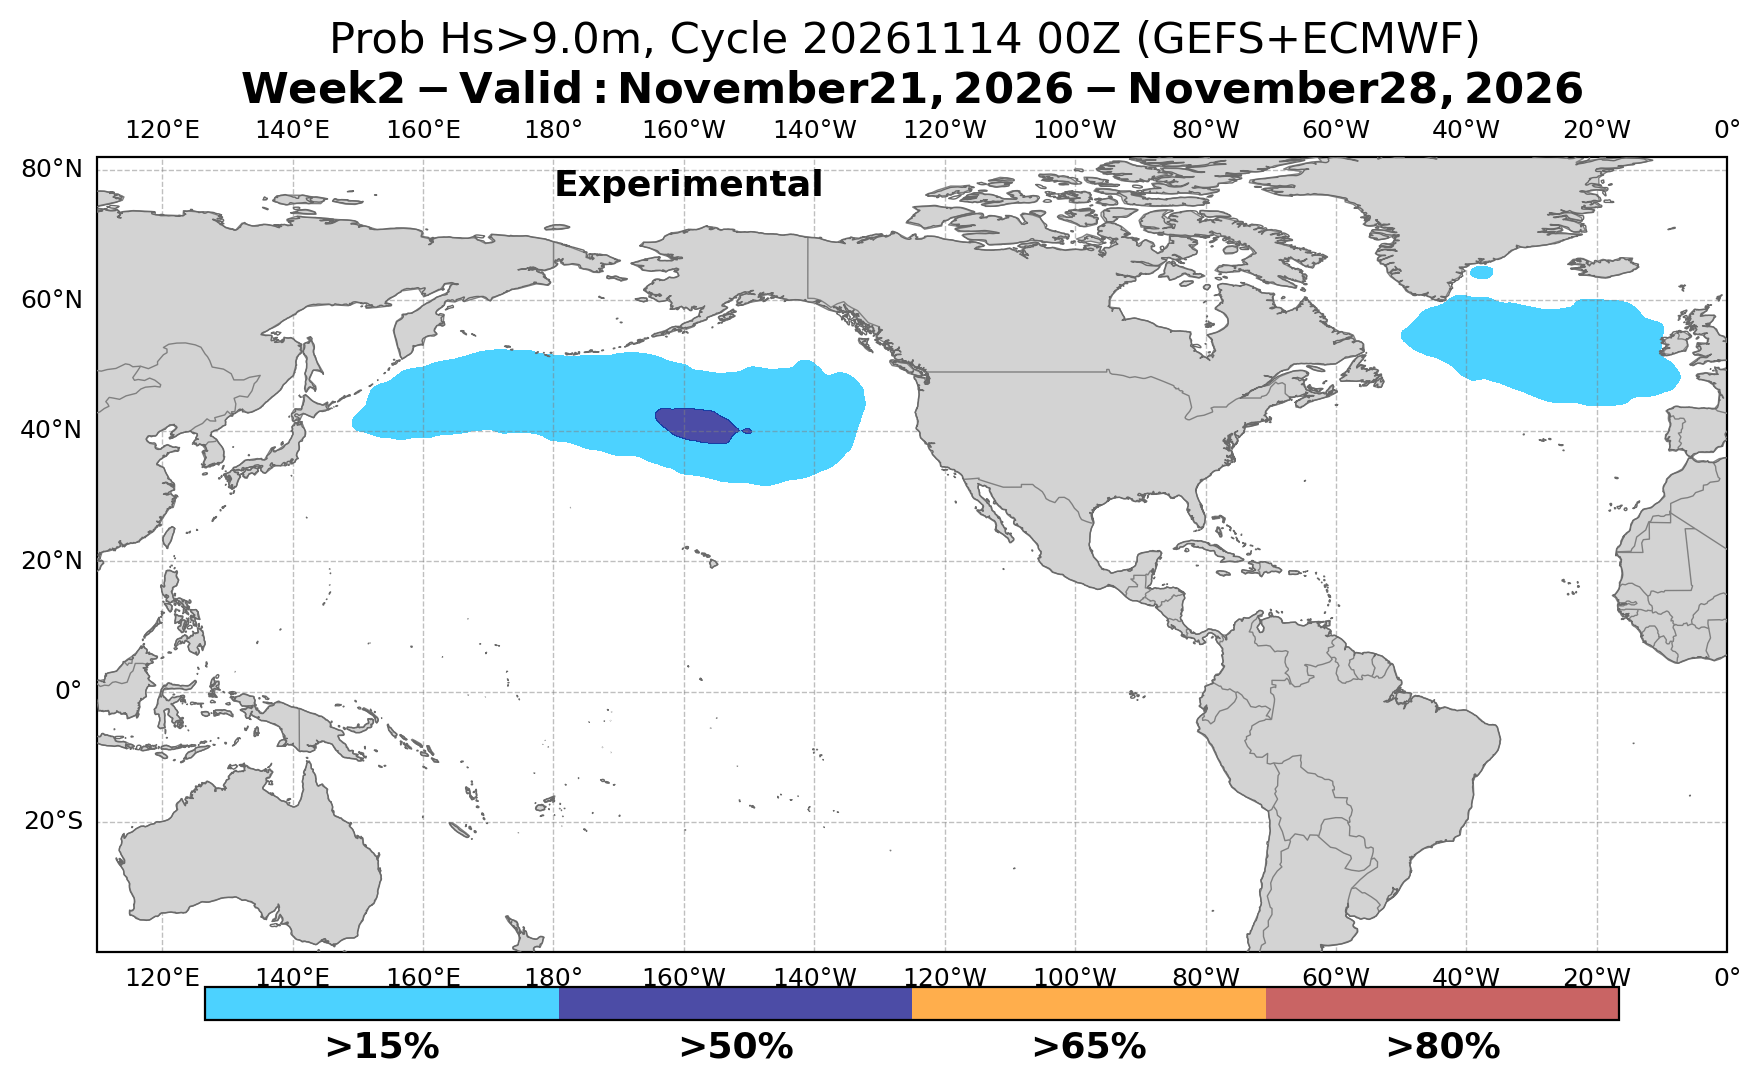 Prob Hs>9.0m, Cycle 20261114 00Z (GEFS+ECMWF)
Week2 – Valid : November21, 2026 – November28, 2026
120°E 140°E 160°E 180° 160°W 140°W 120°W 100°W 80°W 60°W 40°W 20°W 0°
80°N
Experimental
60°N
40°N
20°N
0°
20°S
120°E 140°E 160°E 180° 160°W 140°W 120°W 100°W 80°W 60°W 40°W 20°W 0°
>15% >50% >65% >80%